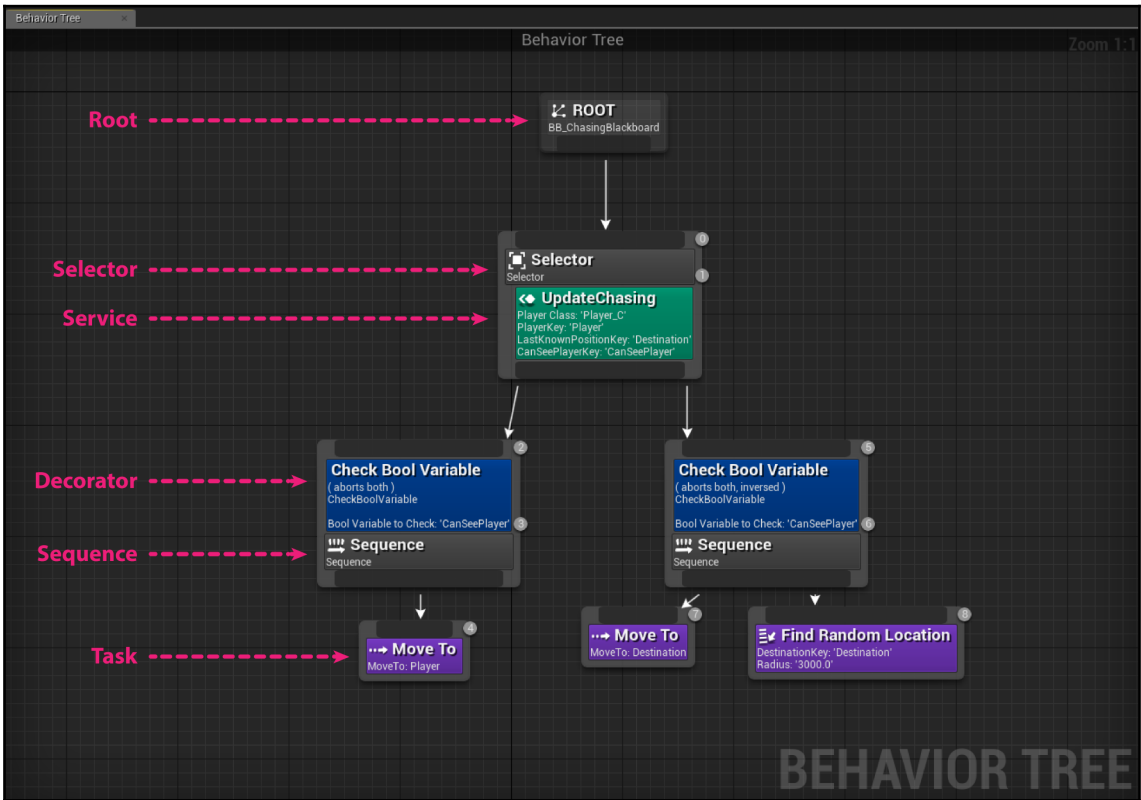 Behavior Tree ×
Behavior Tree
Zoom 1:1
Root
ROOT
BB_ChasingBlackboard
0
Selector
Selector
Selector
1
Service
UpdateChasing
Player Class: 'Player_C'
PlayerKey: 'Player'
LastKnownPositionKey: 'Destination'
CanSeePlayerKey: 'CanSeePlayer'
2
5
Decorator
Check Bool Variable
( aborts both )
CheckBoolVariable
Bool Variable to Check: 'CanSeePlayer'
3
Check Bool Variable
( aborts both, inversed )
CheckBoolVariable
Bool Variable to Check: 'CanSeePlayer'
6
Sequence
Sequence
Sequence
Sequence
Sequence
4
7
8
Task
Move To
MoveTo: Player
Move To
MoveTo: Destination
Find Random Location
DestinationKey: 'Destination'
Radius: '3000.0'
BEHAVIOR TREE